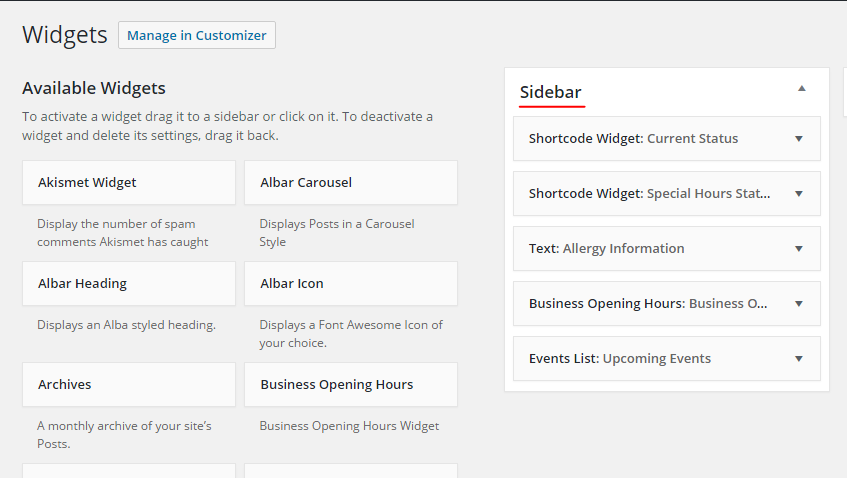 Widgets
Manage in Customizer
Available Widgets
To activate a widget drag it to a sidebar or click on it. To deactivate a
widget and delete its settings, drag it back.
Akismet Widget
Albar Carousel
Display the number of spam
comments Akismet has caught
Displays Posts in a Carousel
Style
Albar Heading
Albar Icon
Displays an Alba styled heading.
Displays a Font Awesome Icon of
your choice.
Archives
Business Opening Hours
A monthly archive of your site's
Posts.
Business Opening Hours Widget
Sidebar
Shortcode Widget: Current Status
Shortcode Widget: Special Hours Stat...
Text: Allergy Information
Business Opening Hours: Business O...
Events List: Upcoming Events